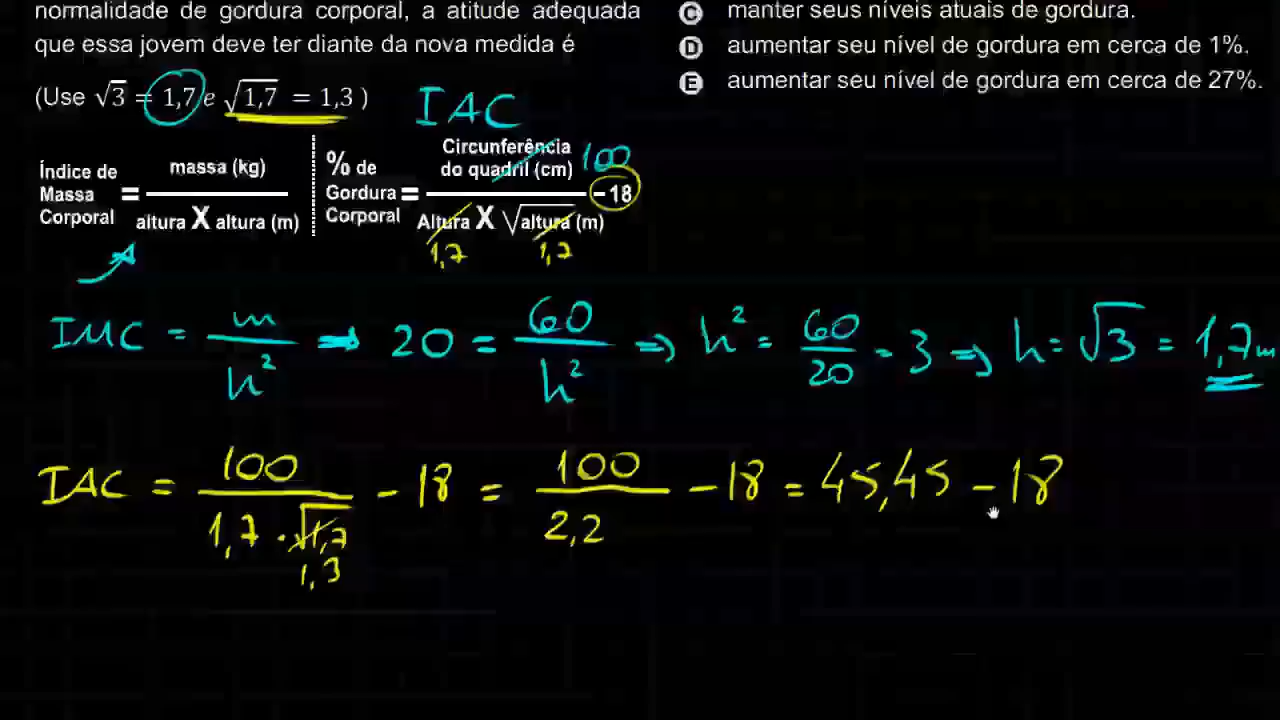 normalidade de gordura corporal, a atitude adequada
que essa jovem deve ter diante da nova medida é
(Use √3 = 1,7 e √1,7 = 1,3 )
C manter seus níveis atuais de gordura.
D aumentar seu nível de gordura em cerca de 1%.
E aumentar seu nível de gordura em cerca de 27%.
IAC
Índice de Massa Corporal = massa (kg) / altura X altura (m)
% de Gordura Corporal = Circunferência do quadril (cm) / Altura X √altura (m) – 18
100
1,7 1,7
IMC = m/h² ⇒ 20 = 60/h² ⇒ h² = 60/20 = 3 ⇒ h = √3 = 1,7m
IAC = 100/1,7 · √1,7 - 18 = 100/2,2 - 18 = 45,45 - 18
1,3